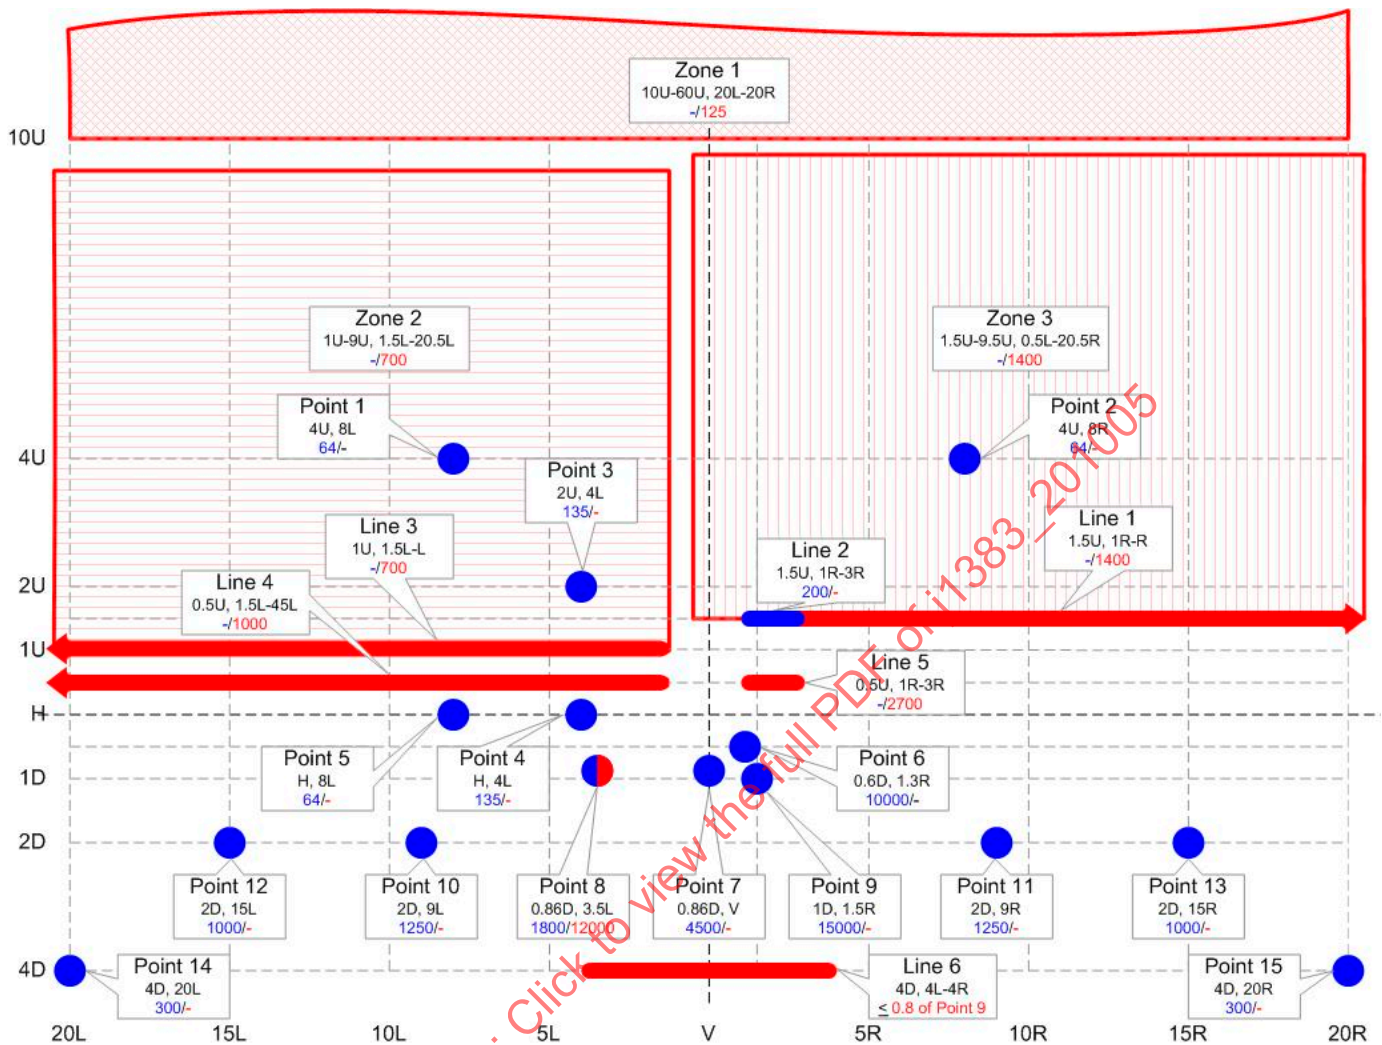 Zone 1
10U-60U, 20L-20R
-/125
10U
Zone 2
1U-9U, 1.5L-20.5L
-/700
Zone 3
1.5U-9.5U, 0.5L-20.5R
-/1400
Point 1
4U, 8L
64/-
Point 2
4U, 8R
64/-
4U
Point 3
2U, 4L
135/-
Line 3
1U, 1.5L-L
-/700
Line 1
1.5U, 1R-R
-/1400
Line 2
1.5U, 1R-3R
200/-
Line 4
0.5U, 1.5L-45L
-/1000
2U
1U
Line 5
0.5U, 1R-3R
-/2700
H
Point 5
H, 8L
64/-
Point 4
H, 4L
135/-
Point 6
0.6D, 1.3R
10000/-
1D
2D
Point 12
2D, 15L
1000/-
Point 10
2D, 9L
1250/-
Point 8
0.86D, 3.5L
1800/12000
Point 7
0.86D, V
4500/-
Point 9
1D, 1.5R
15000/-
Point 11
2D, 9R
1250/-
Point 13
2D, 15R
1000/-
4D
Point 14
4D, 20L
300/-
Line 6
4D, 4L-4R
≤ 0.8 of Point 9
Point 15
4D, 20R
300/-
20L 15L 10L 5L V 5R 10R 15R 20R
: Click to view the full PDF of j1383_201005